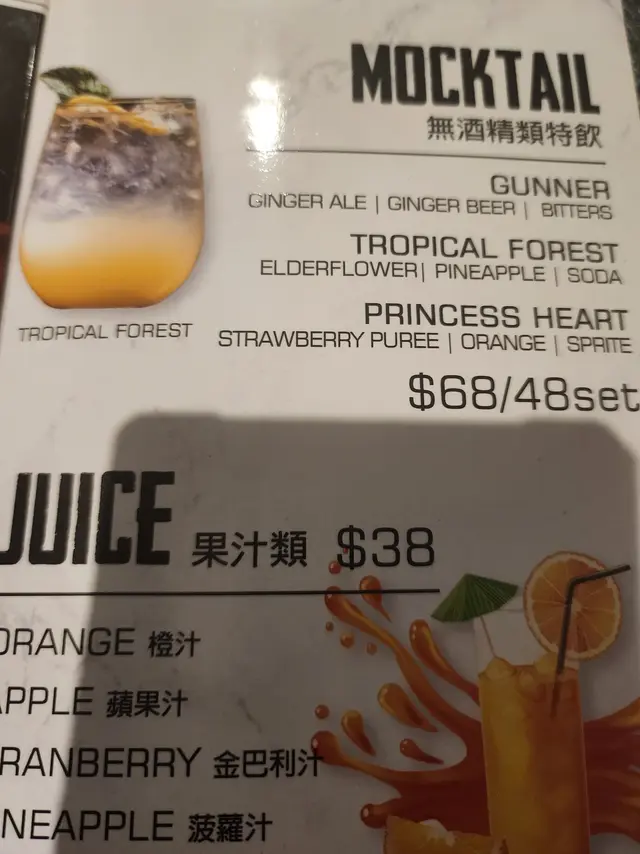 MOCKTAIL
無酒精類特飲
GUNNER
GINGER ALE | GINGER BEER | BITTERS
TROPICAL FOREST
ELDERFLOWER| PINEAPPLE | SODA
PRINCESS HEART
STRAWBERRY PUREE | ORANGE | SPRITE
$68/48set
TROPICAL FOREST
JUICE 果汁類 $38
ORANGE 橙汁
APPLE 蘋果汁
RANBERRY 金巴利汁
NEAPPLE 菠蘿汁